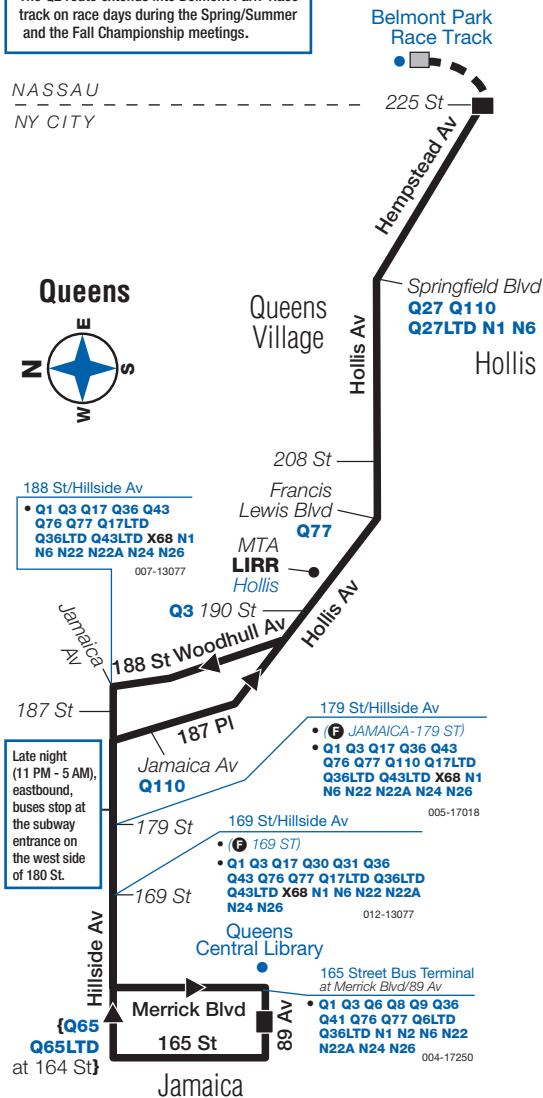 track on race days during the Spring/Summer
and the Fall Championship meetings.
Belmont Park
Race Track
NASSAU
NY CITY
225 St
Hempstead Av
Queens
N
E
S
W
Queens
Village
Springfield Blvd
Q27 Q110
Q27LTD N1 N6
Hollis
Hollis Av
208 St
Francis
Lewis Blvd
Q77
188 St/Hillside Av
• Q1 Q3 Q17 Q36 Q43
Q76 Q77 Q17LTD
Q36LTD Q43LTD X68 N1
N6 N22 N22A N24 N26
007-13077
MTA
LIRR
Hollis
Q3 190 St
Hollis Av
Jamaica
Av
188 St Woodhull Av
187 St
187 Pl
Jamaica Av
Q110
179 St/Hillside Av
• (F JAMAICA-179 ST)
• Q1 Q3 Q17 Q36 Q43
Q76 Q77 Q110 Q17LTD
Q36LTD Q43LTD X68 N1
N6 N22 N22A N24 N26
005-17018
Late night
(11 PM - 5 AM),
eastbound,
buses stop at
the subway
entrance on
the west side
of 180 St.
179 St
169 St/Hillside Av
• (F 169 ST)
• Q1 Q3 Q17 Q30 Q31 Q36
Q43 Q76 Q77 Q17LTD Q36LTD
Q43LTD X68 N1 N6 N22 N22A
N24 N26
012-13077
169 St
Hillside Av
Queens
Central Library
165 Street Bus Terminal
at Merrick Blvd/89 Av
• Q1 Q3 Q6 Q8 Q9 Q36
Q41 Q76 Q77 Q6LTD
Q36LTD N1 N2 N6 N22
N22A N24 N26
004-17250
Merrick Blvd
89 Av
165 St
{Q65
Q65LTD
at 164 St}
Jamaica